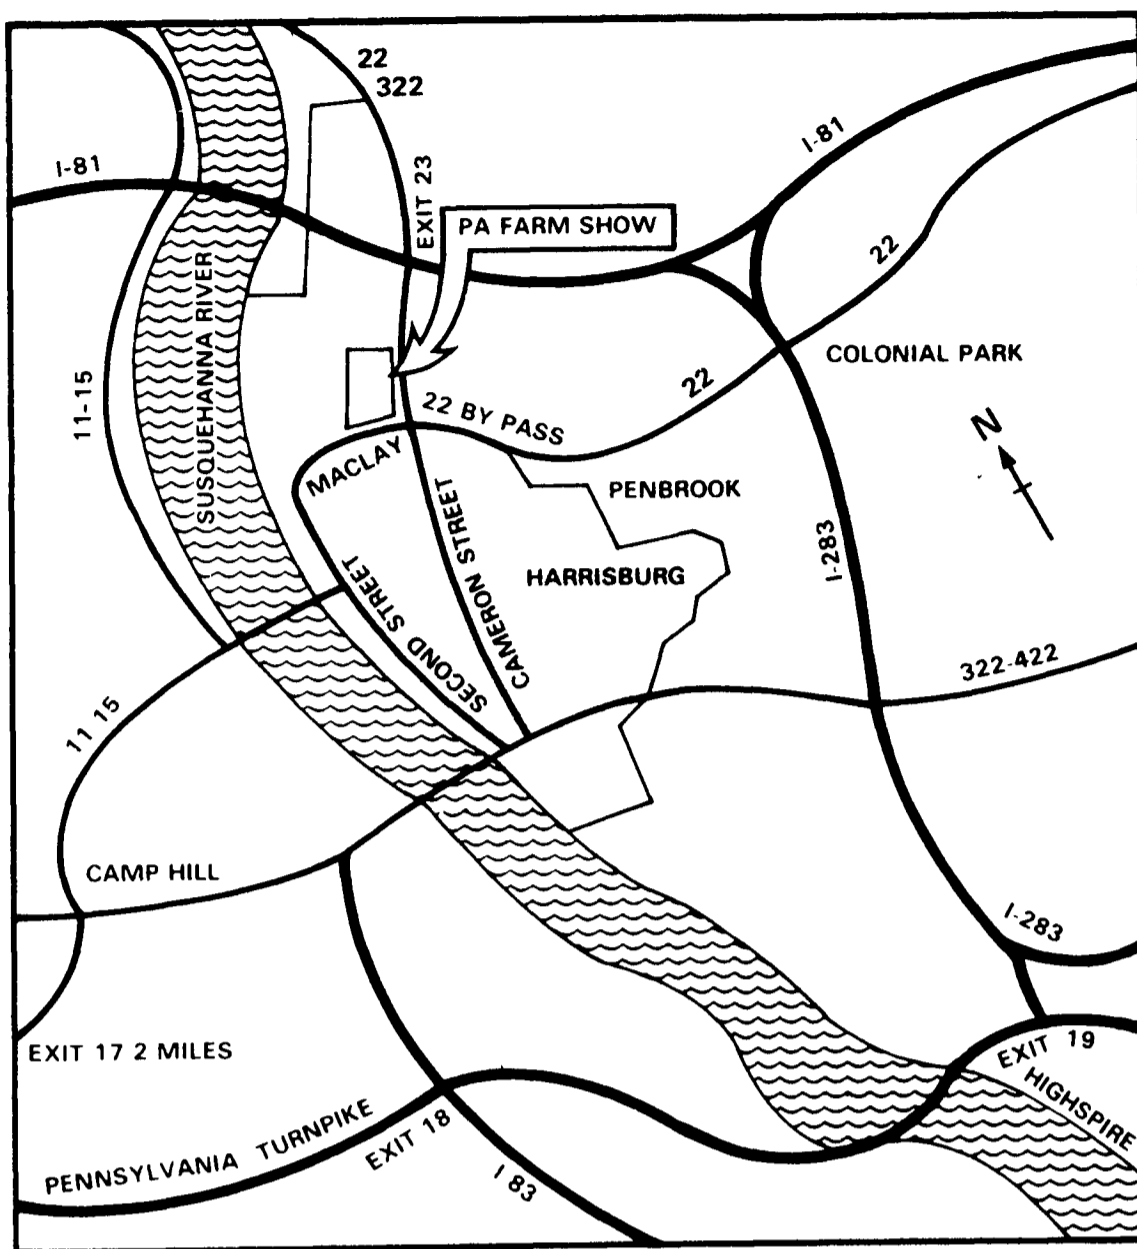 22
322
I-81
I-81
EXIT 23
PA FARM SHOW
22
SUSQUEHANNA RIVER
COLONIAL PARK
11-15
22
22 BY PASS
N
MACLAY
PENBROOK
CAMERON STREET
I-283
HARRISBURG
SECOND STREET
322-422
11 15
CAMP HILL
I-283
EXIT 17 2 MILES
EXIT 19
HIGHSPIRE
PENNSYLVANIA TURNPIKE
EXIT 18
I 83